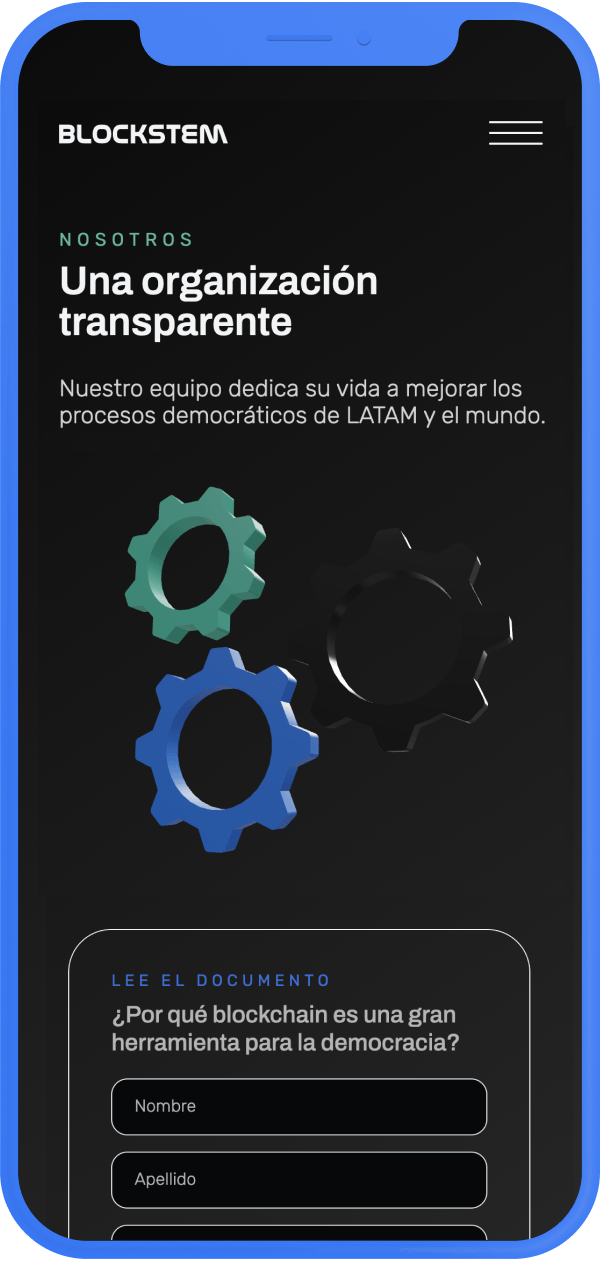 BLOCKSTEM
NOSOTROS
Una organización
transparente
Nuestro equipo dedica su vida a mejorar los
procesos democráticos de LATAM y el mundo.
LEE EL DOCUMENTO
¿Por qué blockchain es una gran
herramienta para la democracia?
Nombre
Apellido